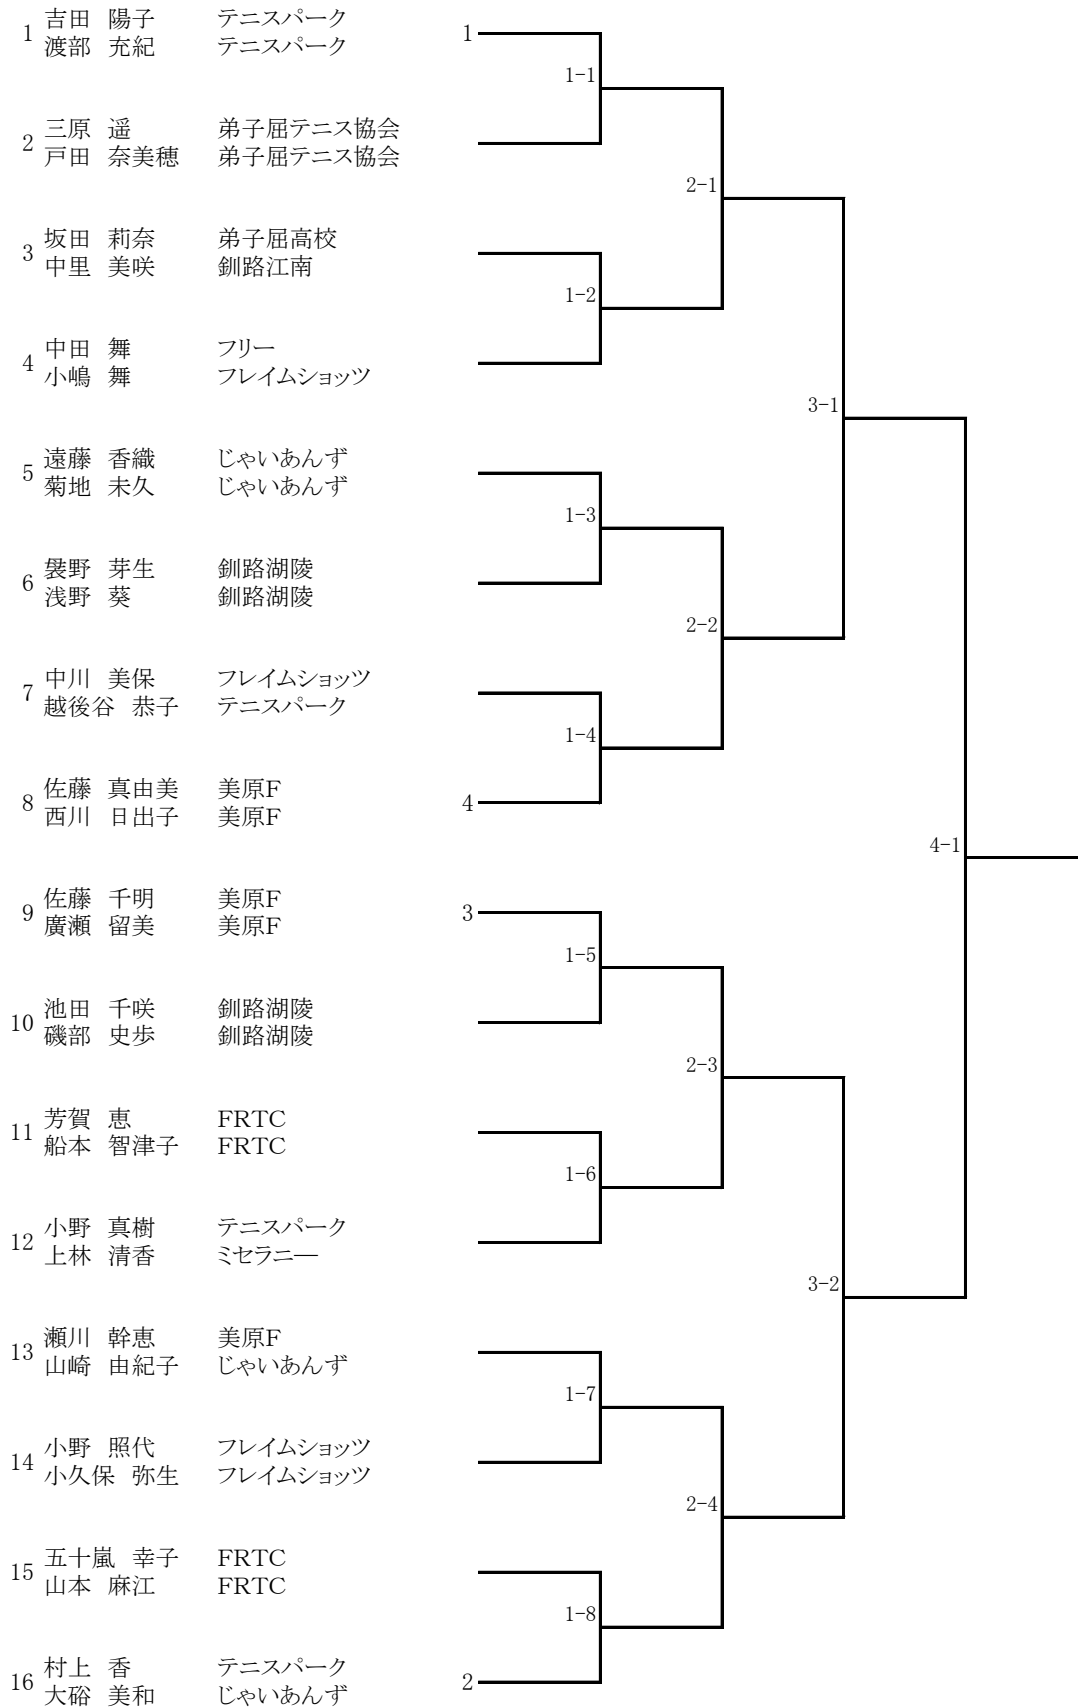 吉田 陽子 テニスパーク
1 1
渡部 充紀 テニスパーク
1-1
三原 遥 弟子屈テニス協会
2
戸田 奈美穂 弟子屈テニス協会
2-1
坂田 莉奈 弟子屈高校
3
中里 美咲 釧路江南
1-2
中田 舞 フリー
4
小嶋 舞 フレイムショッツ
3-1
遠藤 香織 じゃいあんず
5
菊地 未久 じゃいあんず
1-3
袰野 芽生 釧路湖陵
6
浅野 葵 釧路湖陵
2-2
中川 美保 フレイムショッツ
7
越後谷 恭子 テニスパーク
1-4
佐藤 真由美 美原F
8 4
西川 日出子 美原F
4-1
佐藤 千明 美原F
9 3
廣瀬 留美 美原F
1-5
池田 千咲 釧路湖陵
10
磯部 史歩 釧路湖陵
2-3
芳賀 恵 FRTC
11
船本 智津子 FRTC
1-6
小野 真樹 テニスパーク
12
上林 清香 ミセラニ―
3-2
瀬川 幹恵 美原F
13
山崎 由紀子 じゃいあんず
1-7
小野 照代 フレイムショッツ
14
小久保 弥生 フレイムショッツ
2-4
五十嵐 幸子 FRTC
15
山本 麻江 FRTC
1-8
村上 香 テニスパーク
16 2
大硲 美和 じゃいあんず